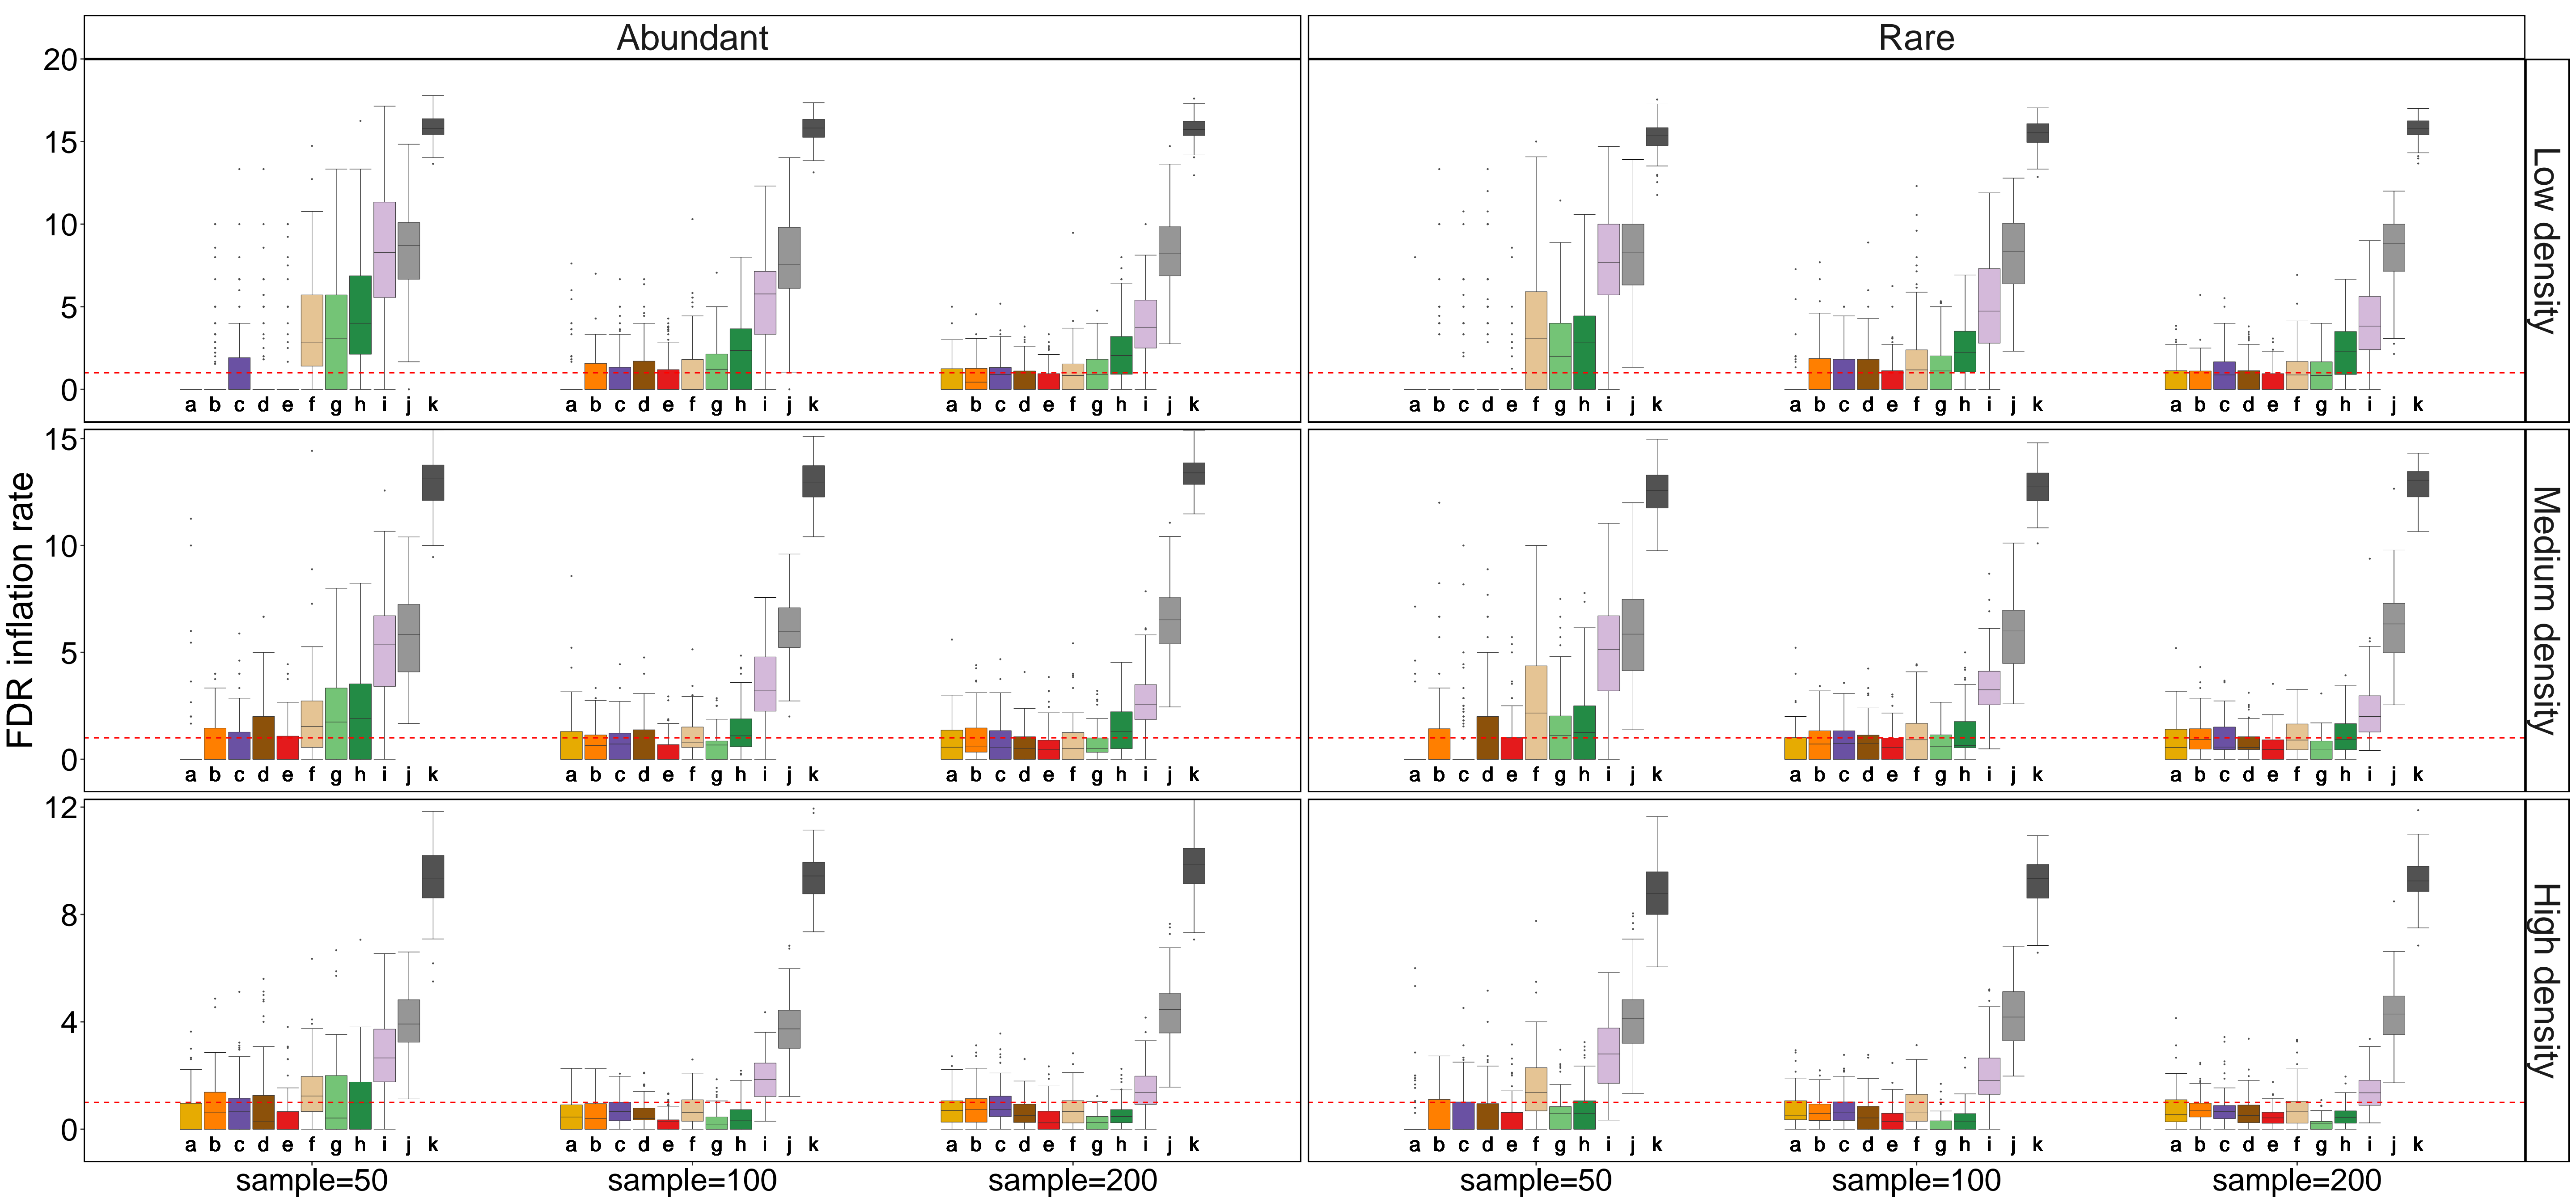 Abundant
Rare
FDR inflation rate
20
15
10
5
0
a b c d e f g h i j k a b c d e f g h i j k a b c d e f g h i j k
a b c d e f g h i j k a b c d e f g h i j k a b c d e f g h i j k
Low density
15
10
5
0
a b c d e f g h i j k a b c d e f g h i j k a b c d e f g h i j k
a b c d e f g h i j k a b c d e f g h i j k a b c d e f g h i j k
Medium density
12
8
4
0
a b c d e f g h i j k a b c d e f g h i j k a b c d e f g h i j k
a b c d e f g h i j k a b c d e f g h i j k a b c d e f g h i j k
High density
sample=50 sample=100 sample=200
sample=50 sample=100 sample=200